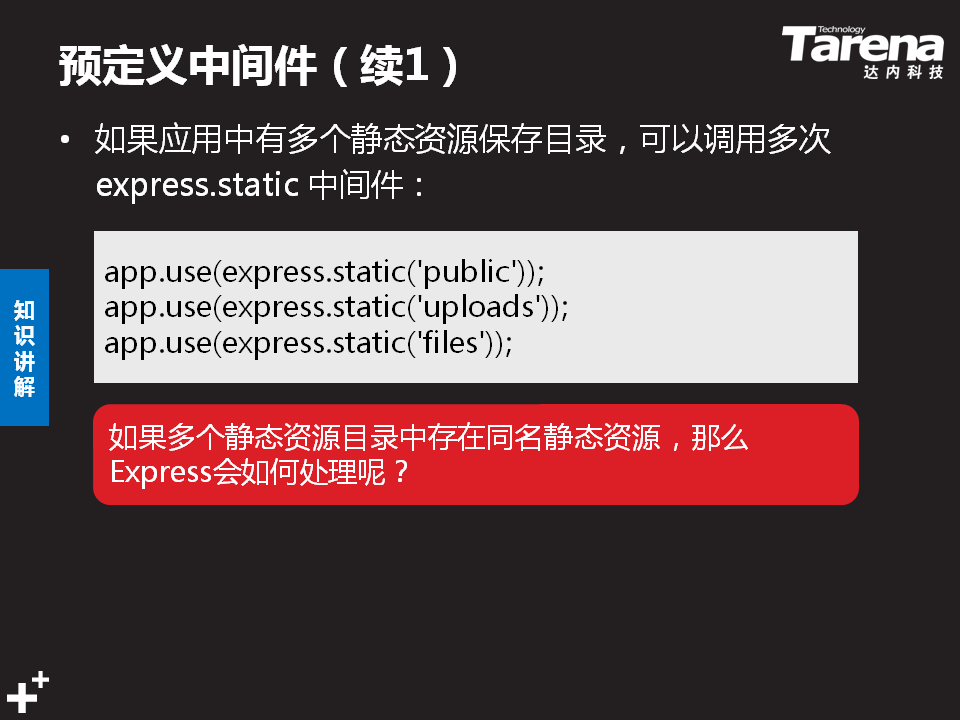 预定义中间件（续1）
Technology
Tarena
达内科技
• 如果应用中有多个静态资源保存目录，可以调用多次
express.static 中间件：
app.use(express.static('public'));
app.use(express.static('uploads'));
app.use(express.static('files'));
知识讲解
如果多个静态资源目录中存在同名静态资源，那么
Express会如何处理呢？